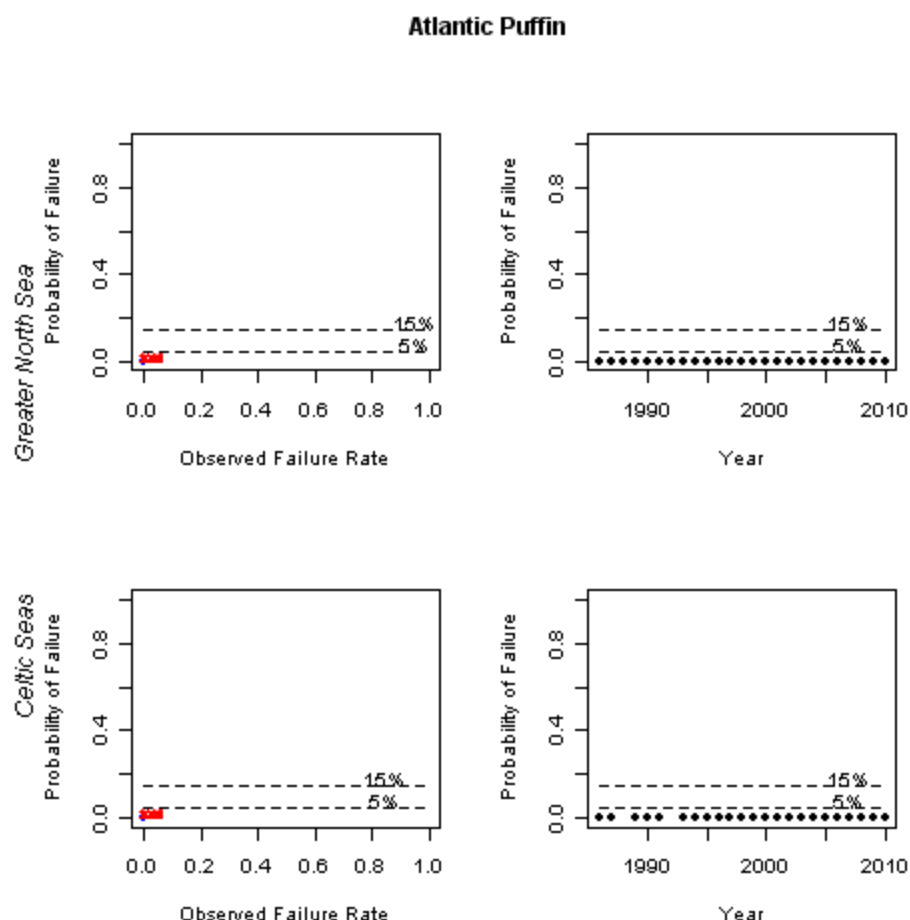 Atlantic Puffin
Greater North Sea
Probability of Failure
0.0 0.4 0.8
15%
5%
0.0 0.2 0.4 0.6 0.8 1.0
Observed Failure Rate
Probability of Failure
0.0 0.4 0.8
15%
5%
1990 2000 2010
Year
Celtic Seas
Probability of Failure
0.0 0.4 0.8
15%
5%
0.0 0.2 0.4 0.6 0.8 1.0
Observed Failure Rate
Probability of Failure
0.0 0.4 0.8
15%
5%
1990 2000 2010
Year